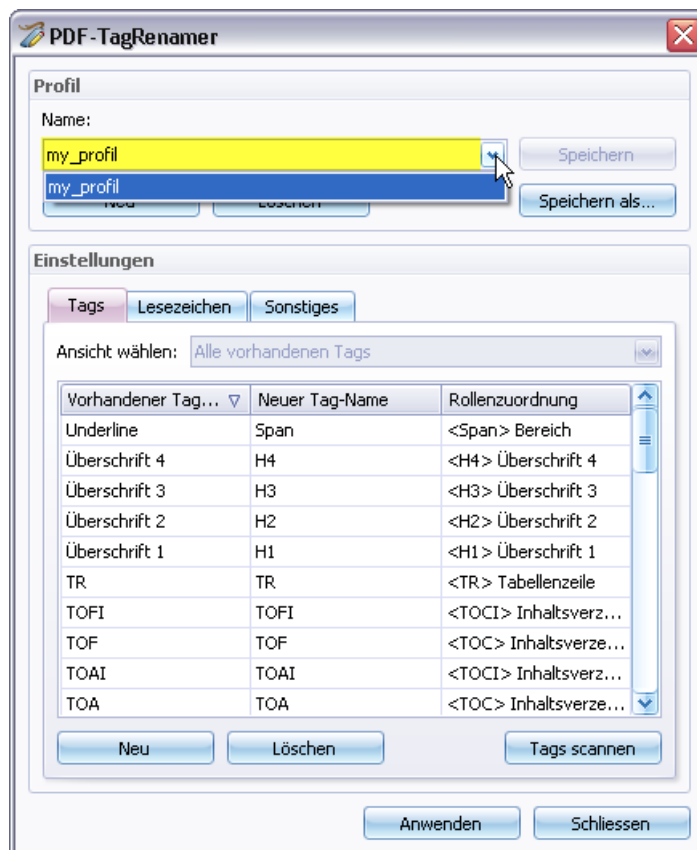 PDF-TagRenamer
Profil
Name:
my_profil
Speichern
my_profil
Neu Löschen Speichern als...
Einstellungen
Tags Lesezeichen Sonstiges
Ansicht wählen: Alle vorhandenen Tags
Vorhandener Tag... Neuer Tag-Name Rollenzuordnung
Underline Span <Span> Bereich
Überschrift 4 H4 <H4> Überschrift 4
Überschrift 3 H3 <H3> Überschrift 3
Überschrift 2 H2 <H2> Überschrift 2
Überschrift 1 H1 <H1> Überschrift 1
TR TR <TR> Tabellenzeile
TOFI TOFI <TOCI> Inhaltsverz...
TOF TOF <TOC> Inhaltsverze...
TOAI TOAI <TOCI> Inhaltsverz...
TOA TOA <TOC> Inhaltsverze...
Neu Löschen Tags scannen
Anwenden Schliessen